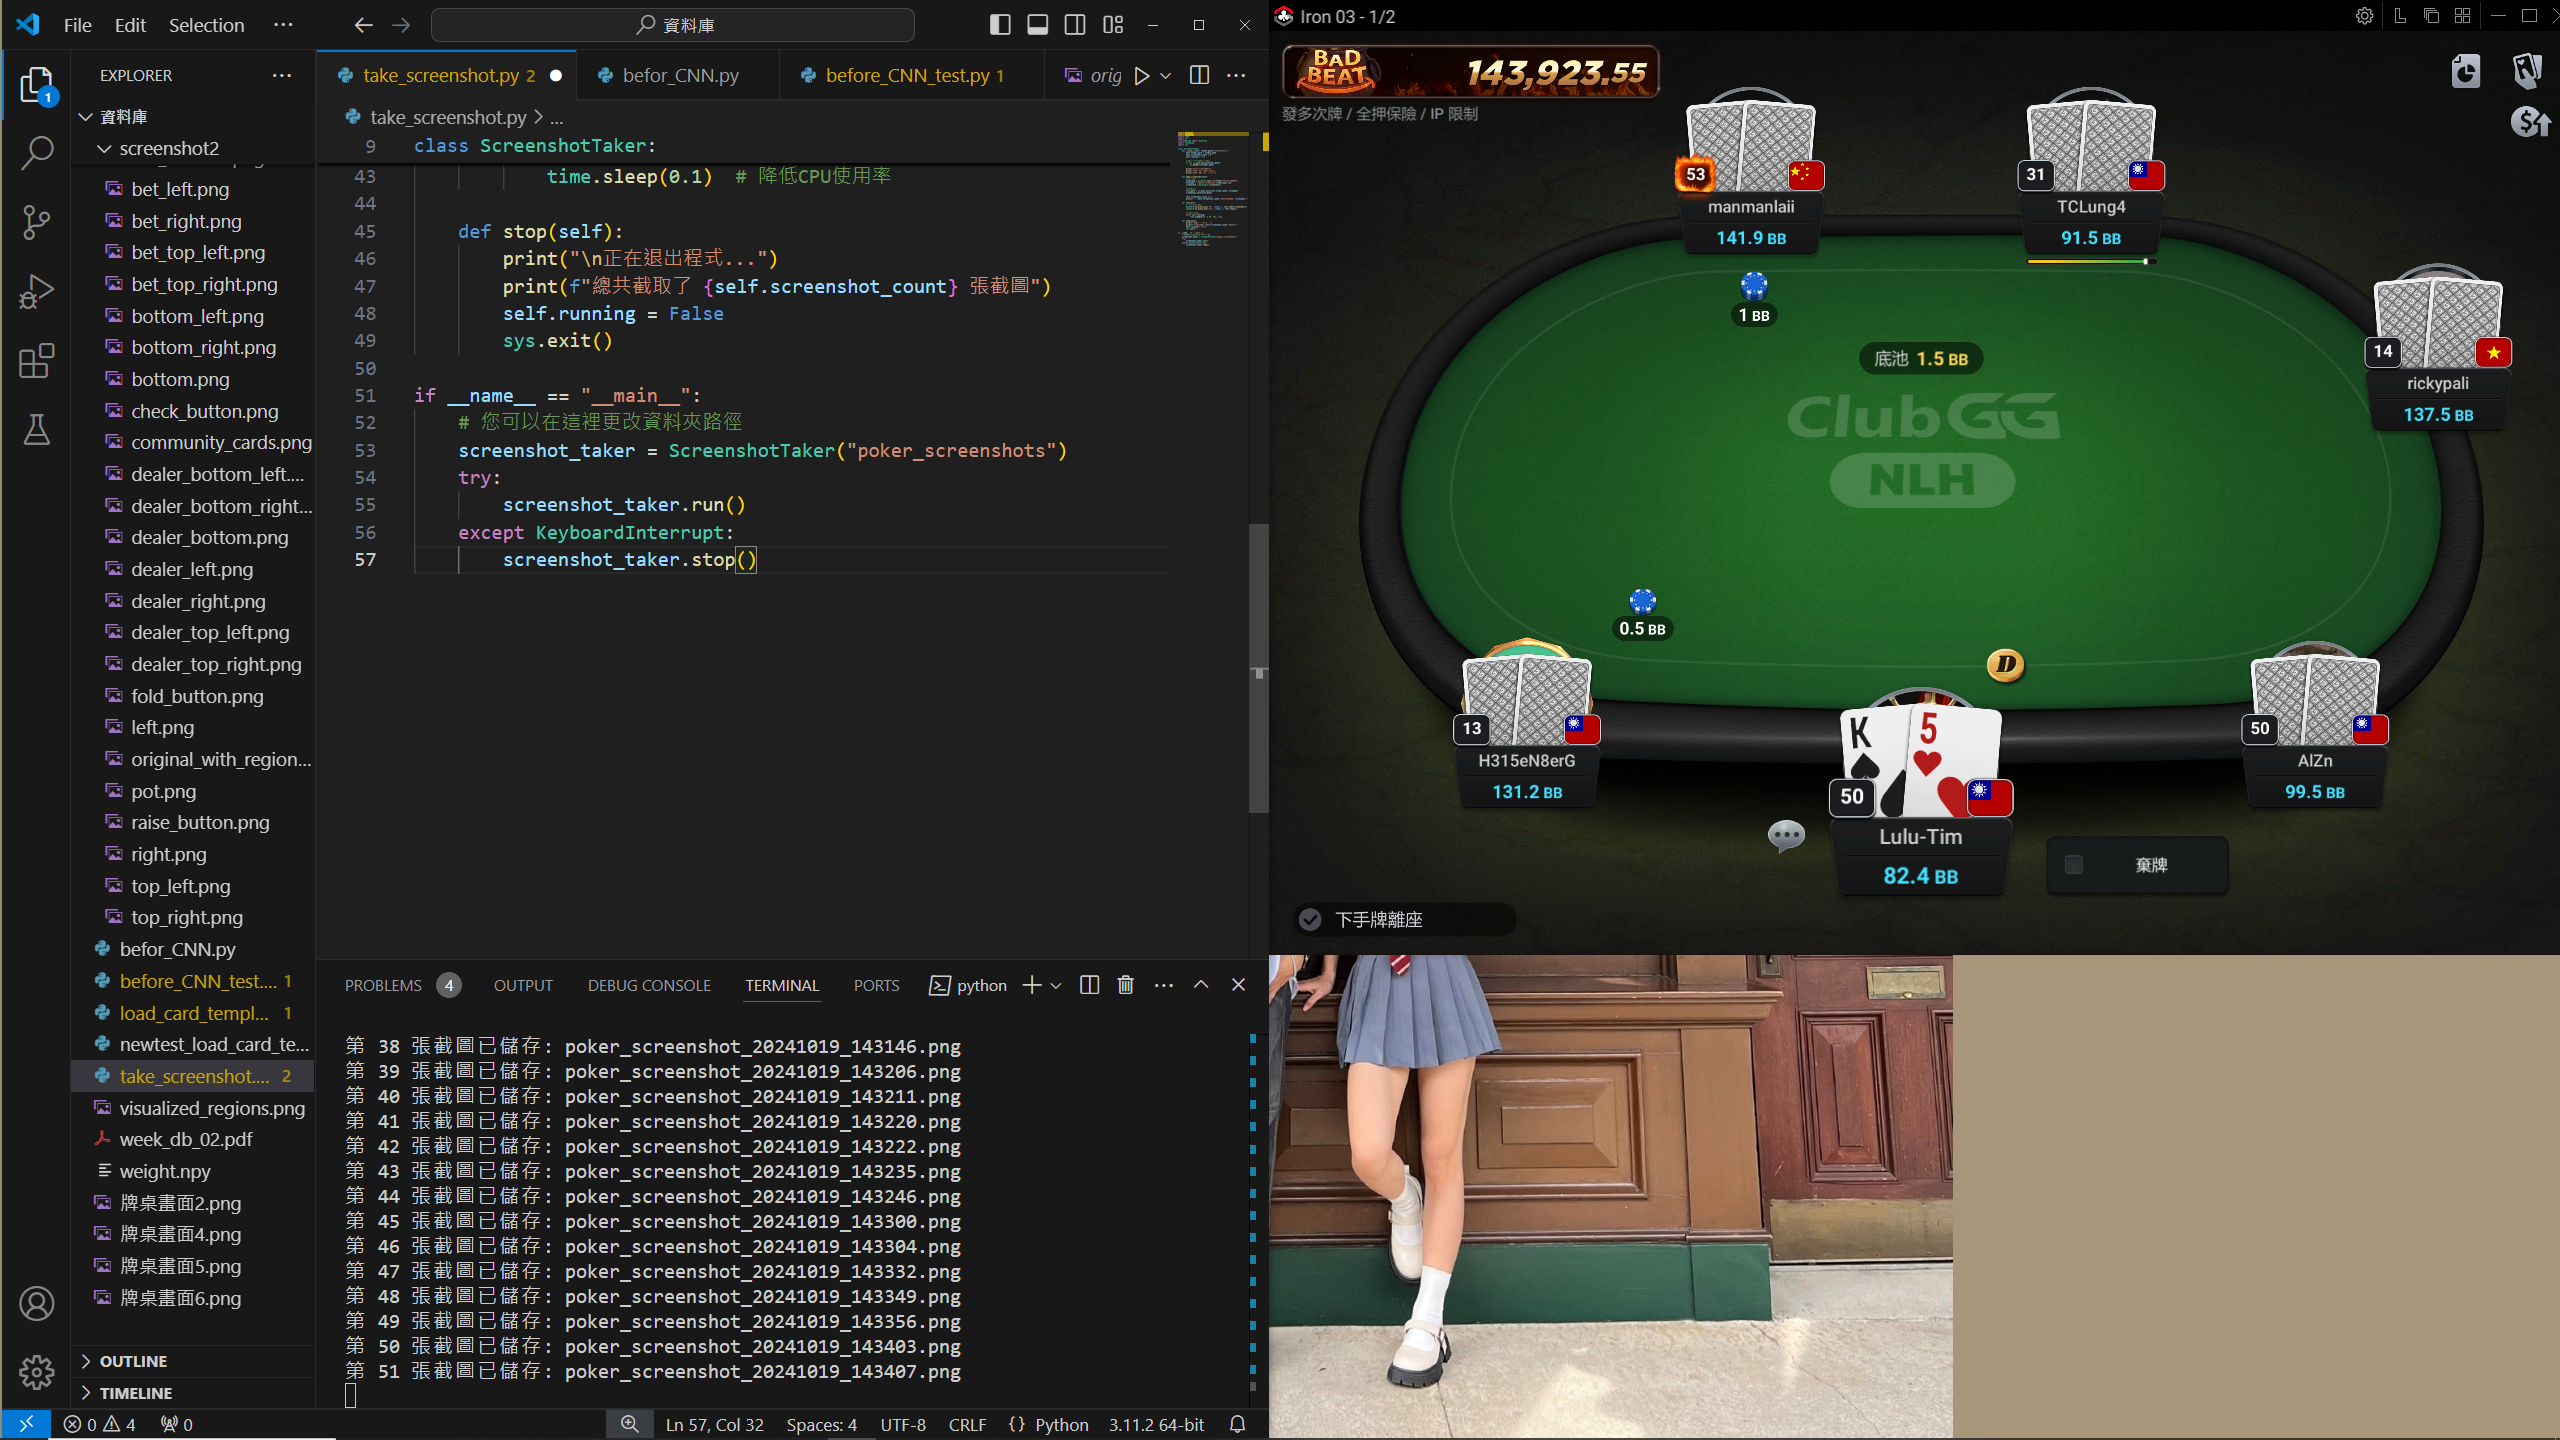 File Edit Selection ...
資料庫
EXPLORER
資料庫
screenshot2
bet_left.png
bet_right.png
bet_top_left.png
bet_top_right.png
bottom_left.png
bottom_right.png
bottom.png
check_button.png
community_cards.png
dealer_bottom_left....
dealer_bottom_right...
dealer_bottom.png
dealer_left.png
dealer_right.png
dealer_top_left.png
dealer_top_right.png
fold_button.png
left.png
original_with_region...
pot.png
raise_button.png
right.png
top_left.png
top_right.png
befor_CNN.py
before_CNN_test.... 1
load_card_templ... 1
newtest_load_card_te...
take_screenshot.... 2
visualized_regions.png
week_db_02.pdf
weight.npy
牌桌畫面2.png
牌桌畫面4.png
牌桌畫面5.png
牌桌畫面6.png
OUTLINE
TIMELINE
1
take_screenshot.py 2
befor_CNN.py
before_CNN_test.py 1
orig
take_screenshot.py > ...
9 class ScreenshotTaker:
43 time.sleep(0.1) # 降低CPU使用率
44
45 def stop(self):
46 print("\n正在退出程式...")
47 print(f"總共截取了 {self.screenshot_count} 張截圖")
48 self.running = False
49 sys.exit()
50
51 if __name__ == "__main__":
52 # 您可以在這裡更改資料夾路徑
53 screenshot_taker = ScreenshotTaker("poker_screenshots")
54 try:
55 screenshot_taker.run()
56 except KeyboardInterrupt:
57 screenshot_taker.stop()
PROBLEMS 4 OUTPUT DEBUG CONSOLE TERMINAL PORTS python
第 38 張截圖已儲存: poker_screenshot_20241019_143146.png
第 39 張截圖已儲存: poker_screenshot_20241019_143206.png
第 40 張截圖已儲存: poker_screenshot_20241019_143211.png
第 41 張截圖已儲存: poker_screenshot_20241019_143220.png
第 42 張截圖已儲存: poker_screenshot_20241019_143222.png
第 43 張截圖已儲存: poker_screenshot_20241019_143235.png
第 44 張截圖已儲存: poker_screenshot_20241019_143246.png
第 45 張截圖已儲存: poker_screenshot_20241019_143300.png
第 46 張截圖已儲存: poker_screenshot_20241019_143304.png
第 47 張截圖已儲存: poker_screenshot_20241019_143332.png
第 48 張截圖已儲存: poker_screenshot_20241019_143349.png
第 49 張截圖已儲存: poker_screenshot_20241019_143356.png
第 50 張截圖已儲存: poker_screenshot_20241019_143403.png
第 51 張截圖已儲存: poker_screenshot_20241019_143407.png
0 4 0
Ln 57, Col 32 Spaces: 4 UTF-8 CRLF {} Python 3.11.2 64-bit
Iron 03 - 1/2
BAD BEAT
143,923.55
發多次牌 / 全押保險 / IP 限制
53
manmanlaii
141.9 BB
31
TCLung4
91.5 BB
1 BB
14
rickypali
137.5 BB
底池 1.5 BB
ClubGG
NLH
0.5 BB
D
13
H315eN8erG
131.2 BB
K 5
50
Lulu-Tim
82.4 BB
50
AlZn
99.5 BB
棄牌
下手牌離座